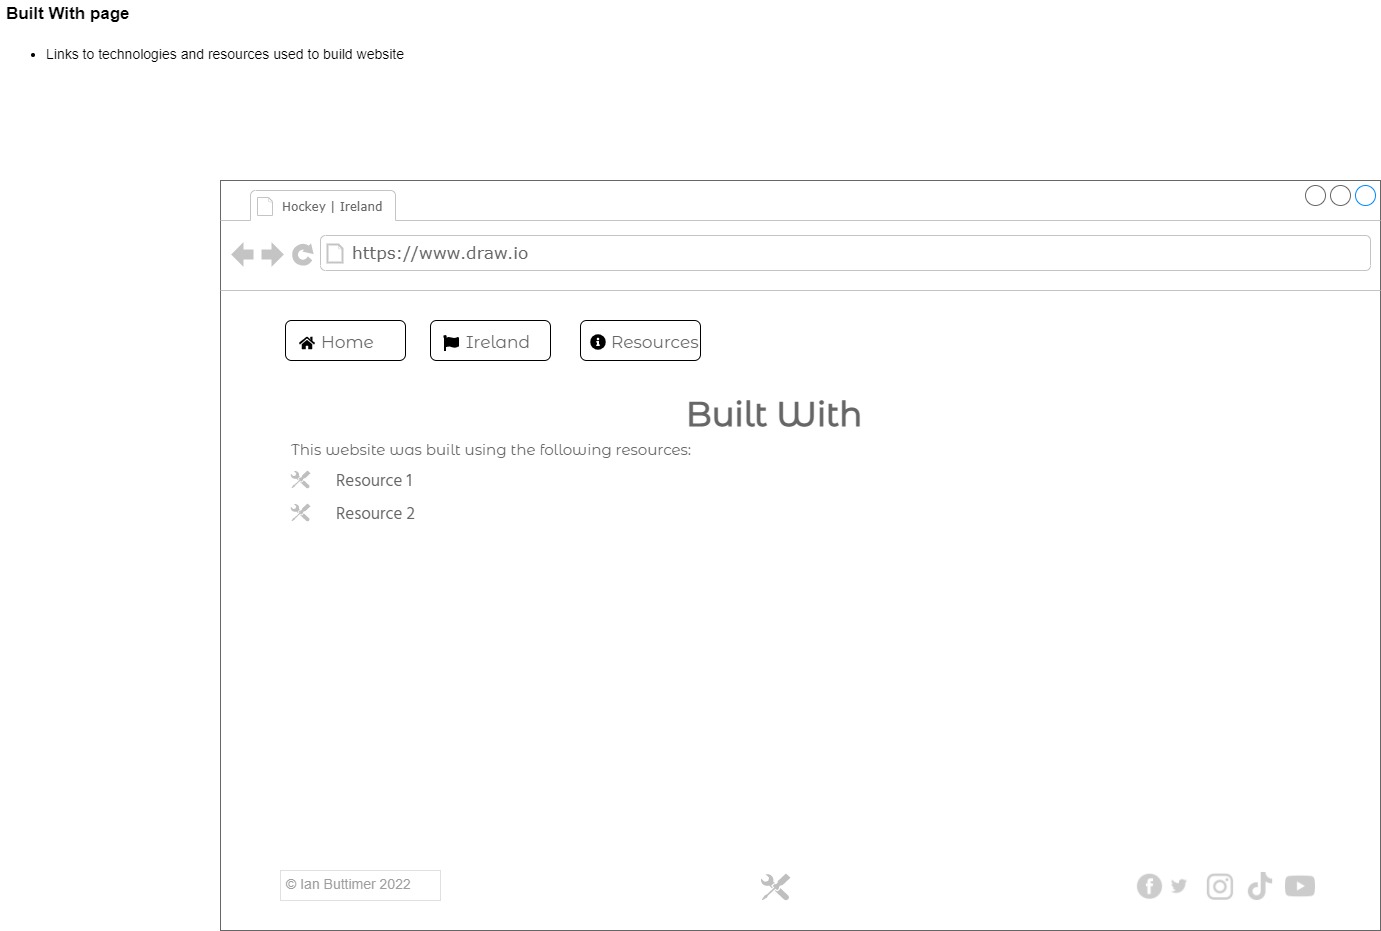 Built With page
• Links to technologies and resources used to build website
Hockey | Ireland
https://www.draw.io
Home Ireland Resources
Built With
This website was built using the following resources:
Resource 1
Resource 2
© Ian Buttimer 2022